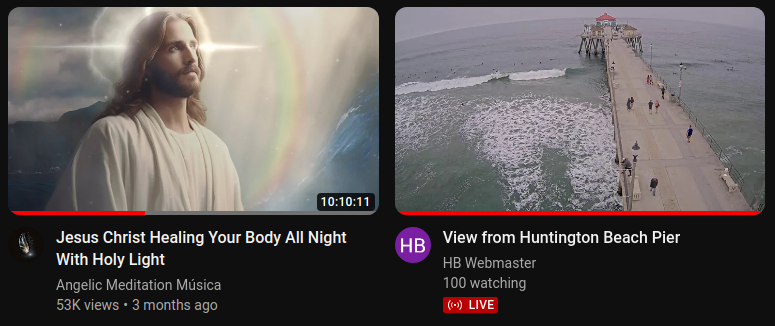 10:10:11
Jesus Christ Healing Your Body All Night
With Holy Light
Angelic Meditation Música
53K views • 3 months ago
HB
View from Huntington Beach Pier
HB Webmaster
100 watching
LIVE